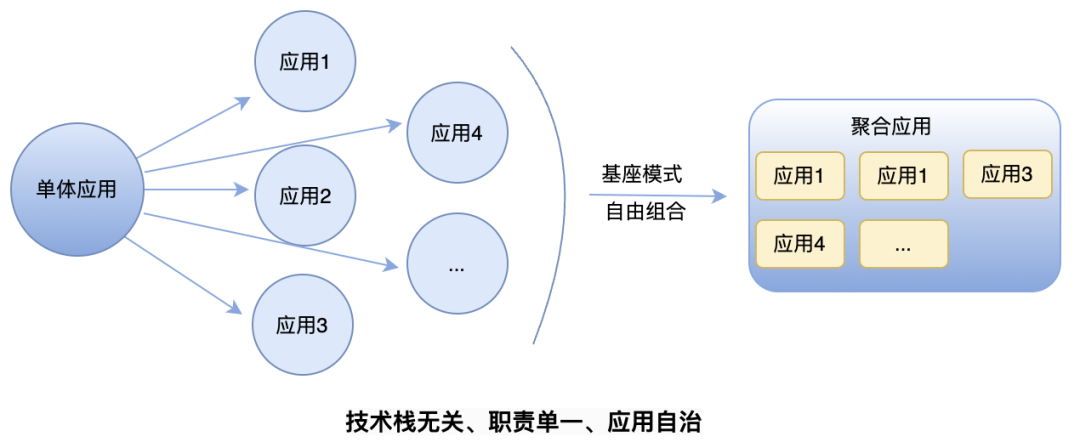 应用1
应用4
单体应用
应用2
...
应用3
基座模式
自由组合
聚合应用
应用1
应用1
应用3
应用4
...
技术栈无关、职责单一、应用自治